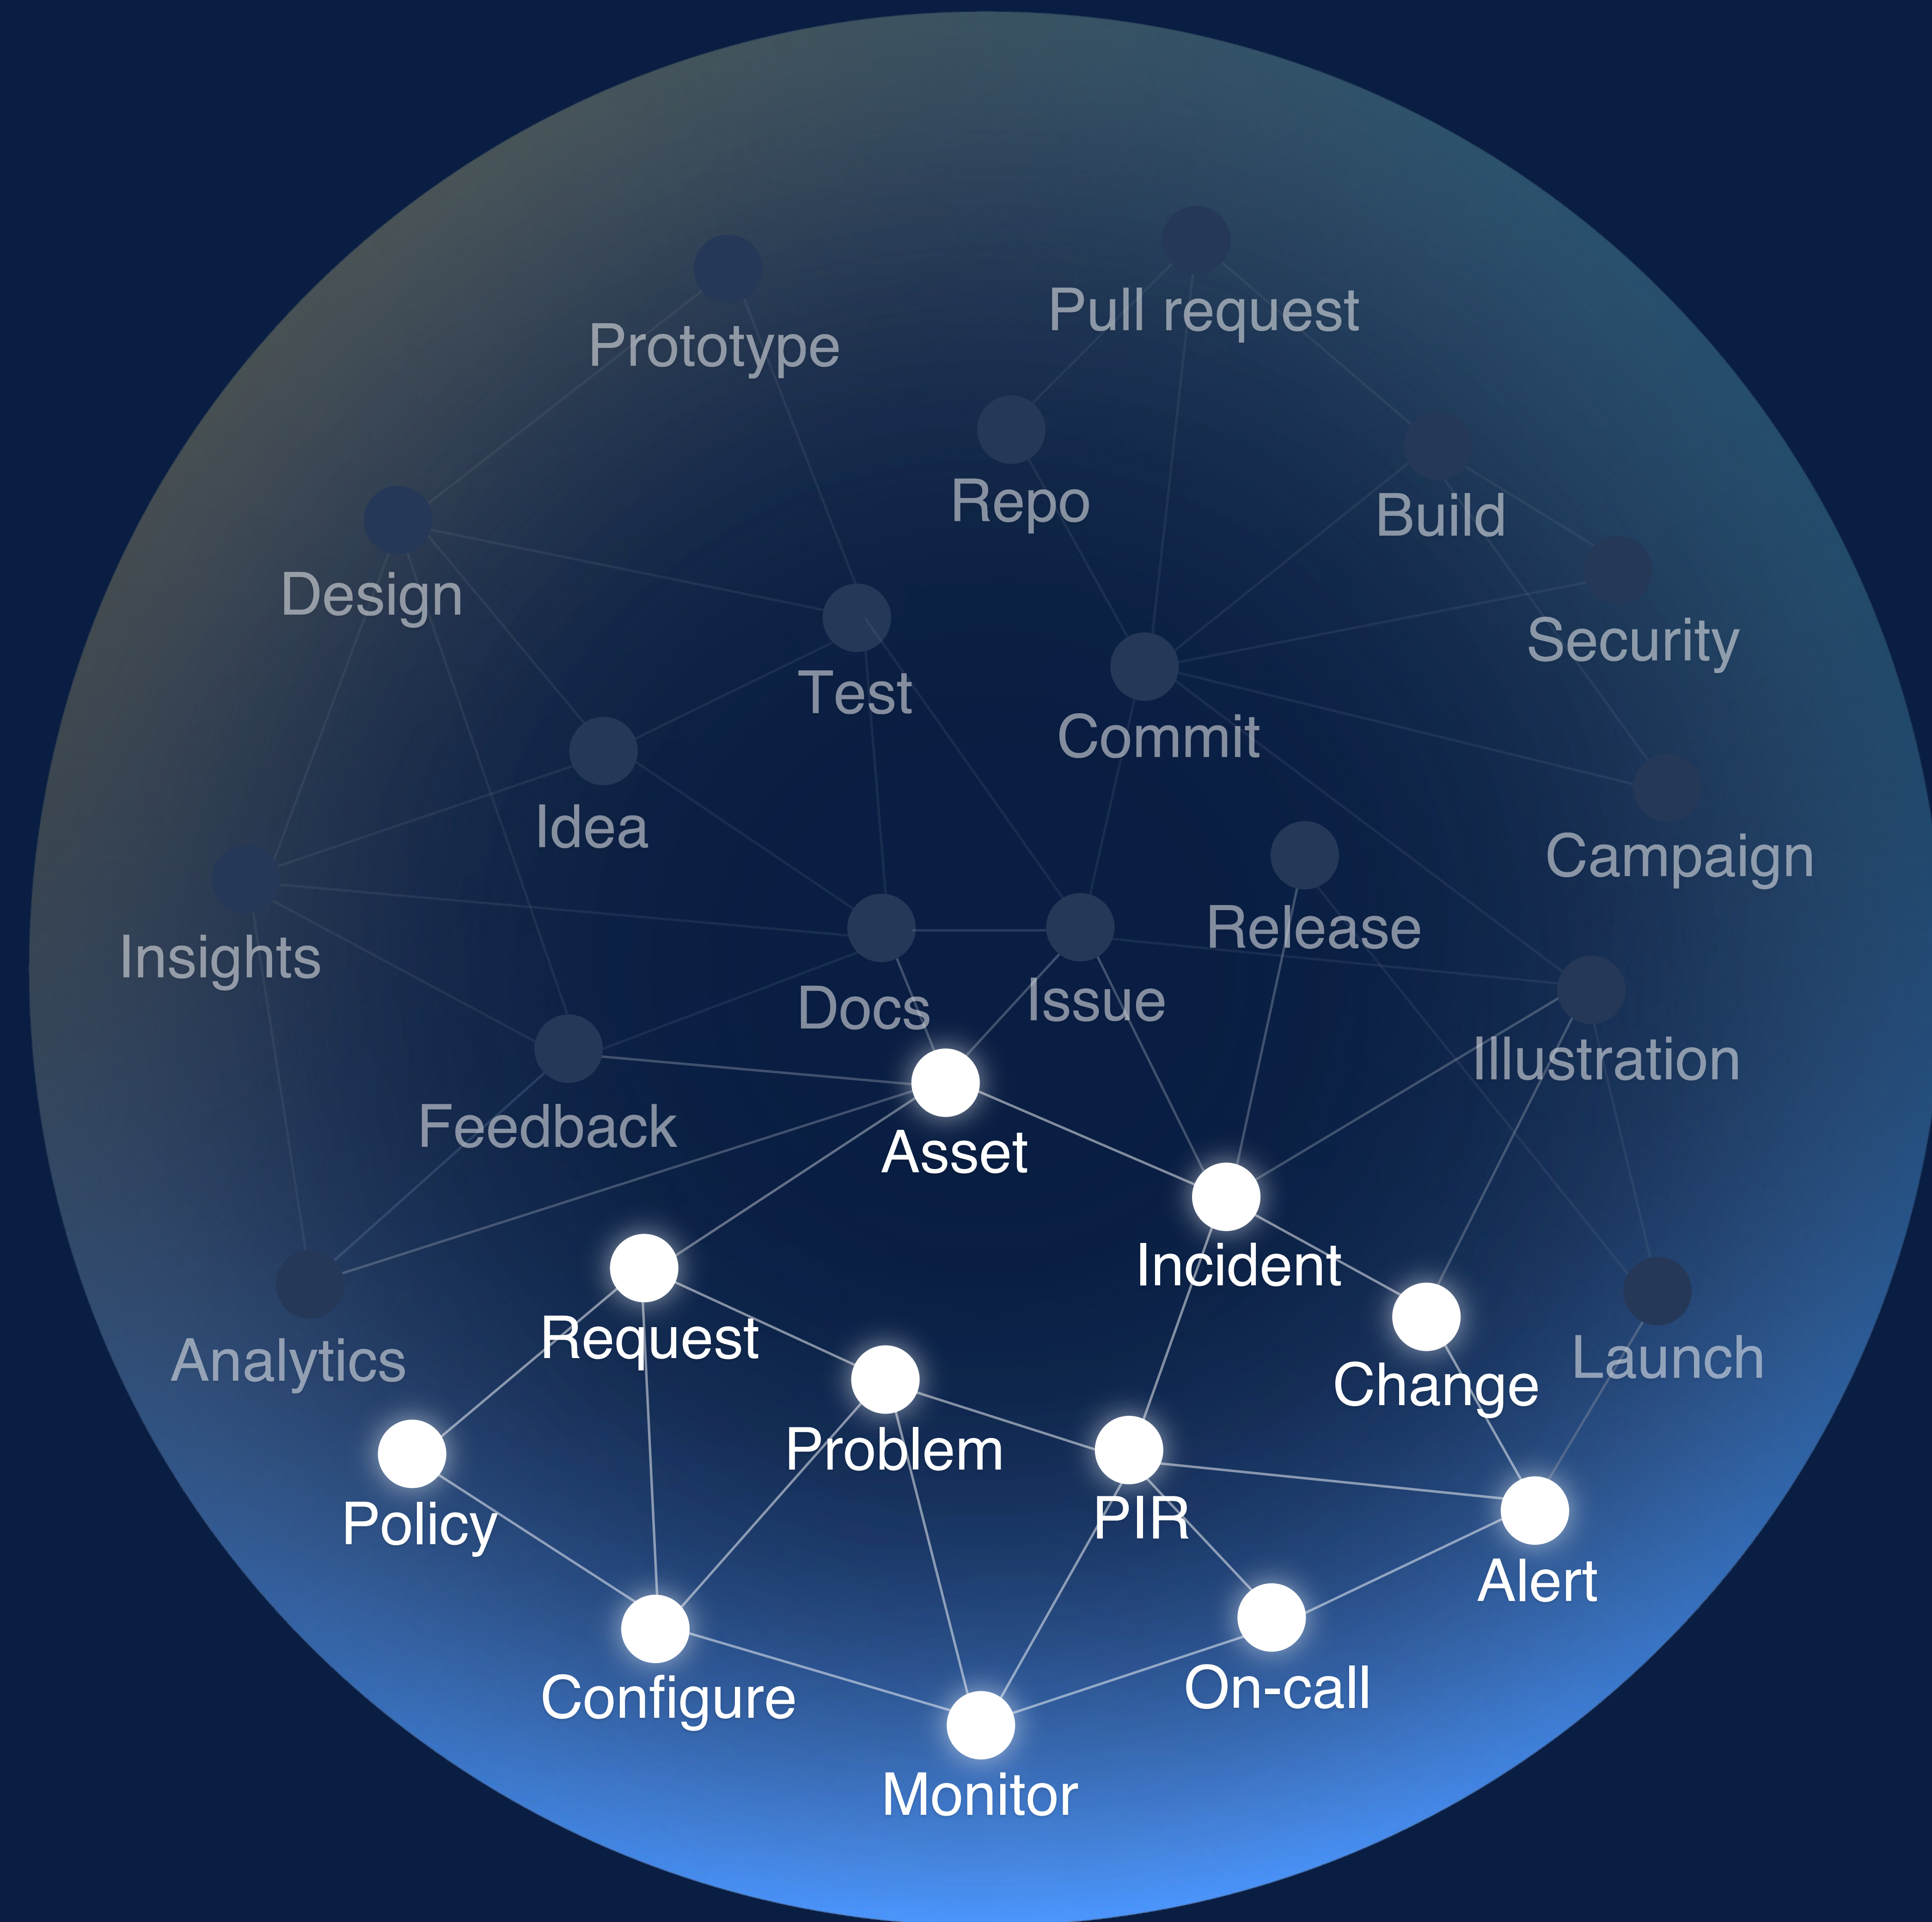 Pull request
Prototype
Repo
Build
Design
Security
Test
Commit
Idea
Campaign
Release
Insights
Docs
Issue
Illustration
Feedback
Asset
Incident
Request
Analytics
Launch
Change
Problem
PIR
Policy
Alert
On-call
Configure
Monitor